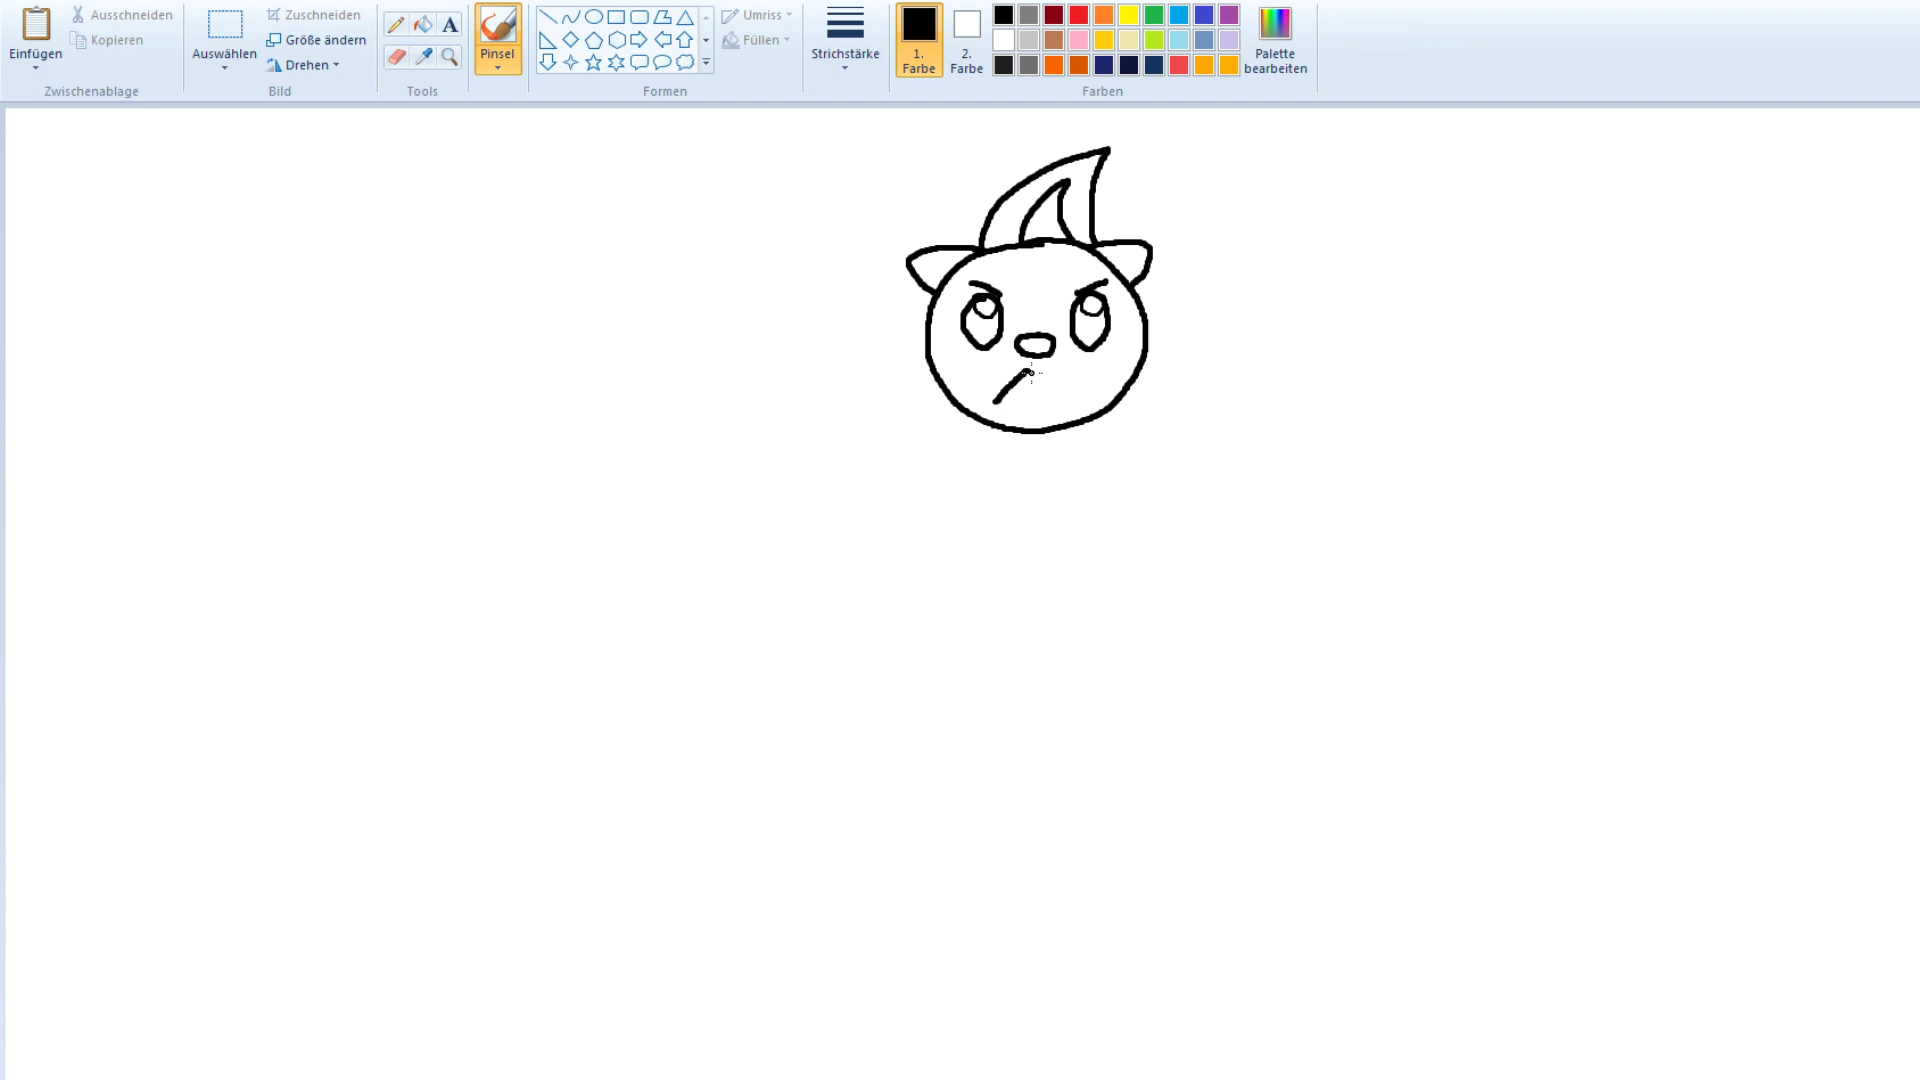 Einfügen
Ausschneiden
Kopieren
Zwischenablage
Auswählen
Zuschneiden
Größe ändern
Drehen
Bild
A
Tools
Pinsel
Formen
Umriss
Füllen
Strichstärke
1.
Farbe
2.
Farbe
Farben
Palette
bearbeiten